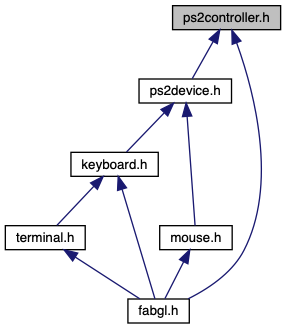 ps2controller.h
ps2device.h
keyboard.h
terminal.h
mouse.h
fabgl.h